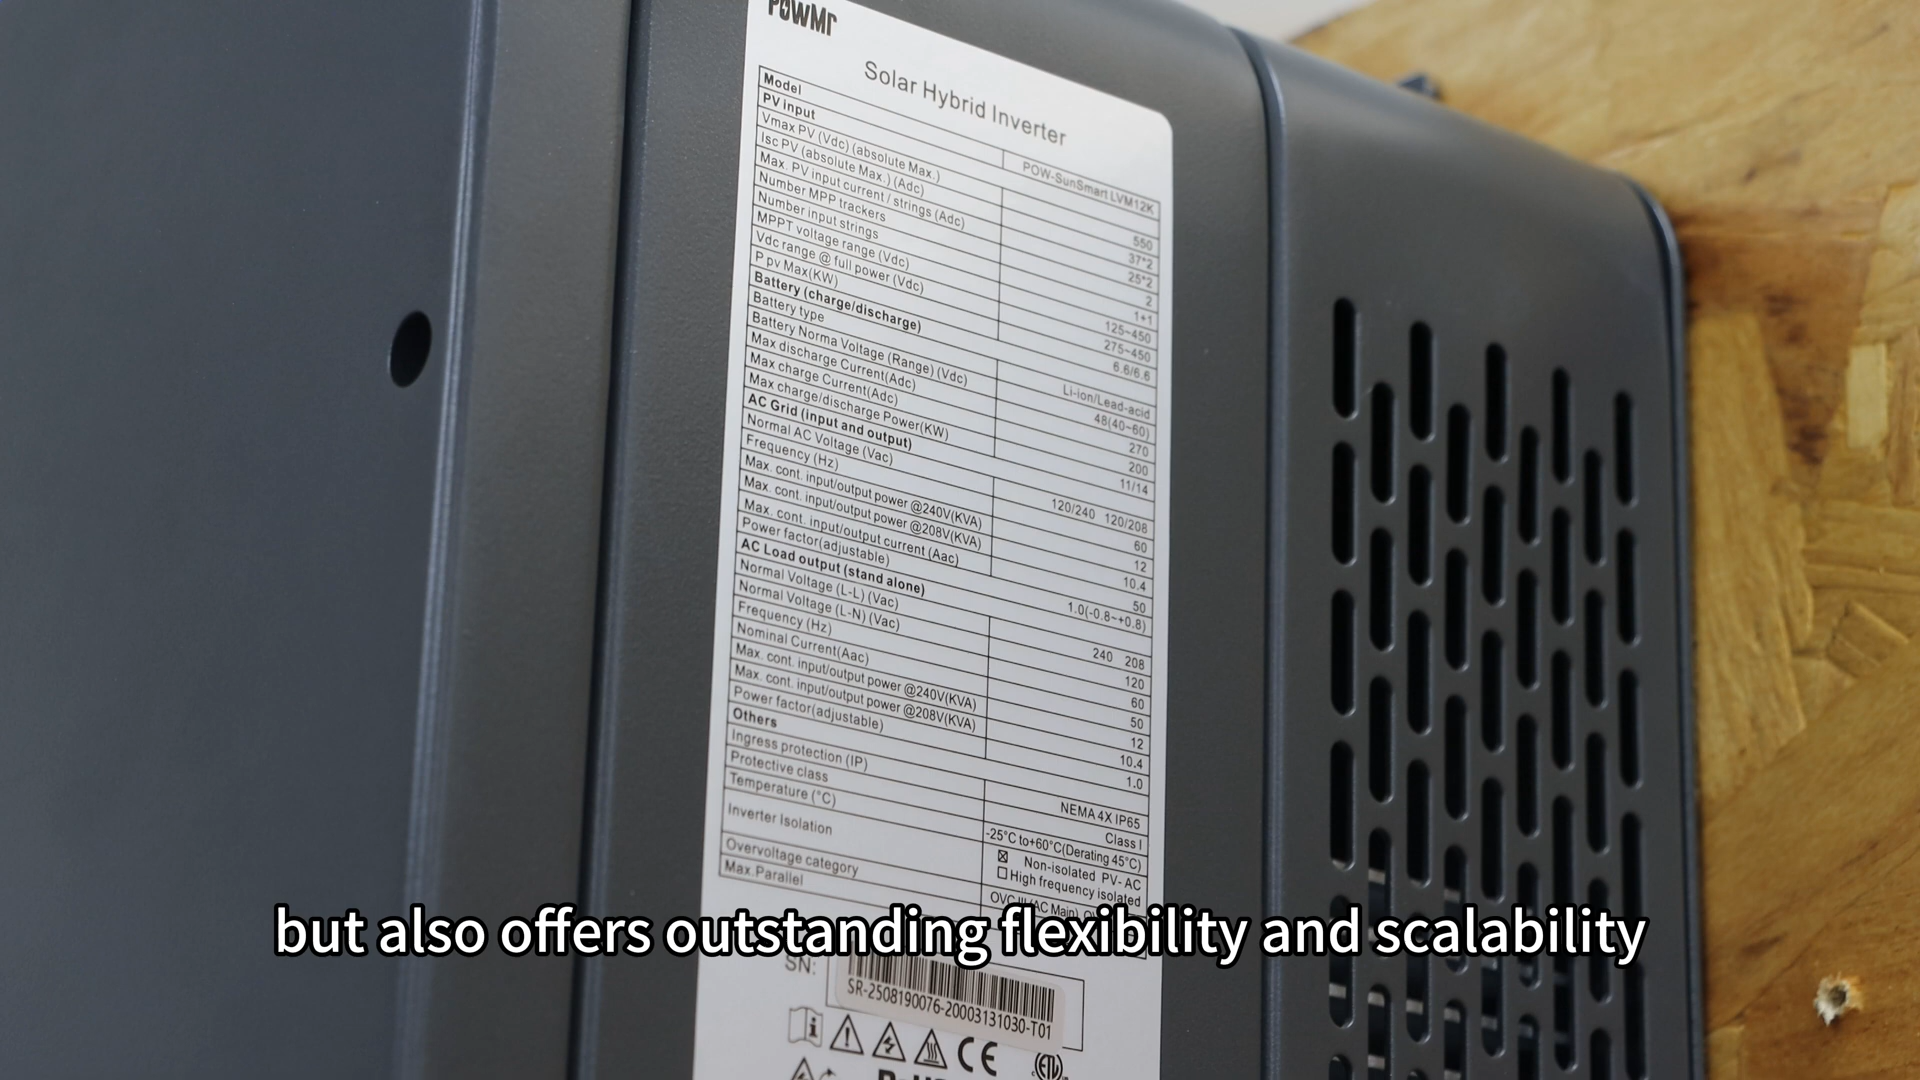 PowMr
Solar Hybrid Inverter
Model POW-SunSmart LVM12K
PV input
Vmax PV (Vdc) (absolute Max.) 550
Isc PV (absolute Max.) (Adc) 37*2
Max. PV input current / strings (Adc) 25*2
Number MPP trackers 2
Number input strings 1+1
MPPT voltage range (Vdc) 125~450
Vdc range @ full power (Vdc) 275~450
P pv Max(KW) 6.6/6.6
Battery (charge/discharge)
Battery type Li-ion/Lead-acid
Battery Norma Voltage (Range) (Vdc) 48(40~60)
Max discharge Current(Adc) 270
Max charge Current(Adc) 200
Max charge/discharge Power(KW) 11/14
AC Grid (input and output)
Normal AC Voltage (Vac) 120/240 120/208
Frequency (Hz) 60
Max. cont. input/output power @240V(KVA) 12
Max. cont. input/output power @208V(KVA) 10.4
Max. cont. input/output current (Aac) 50
Power factor(adjustable) 1.0(-0.8~+0.8)
AC Load output (stand alone)
Normal Voltage (L-L) (Vac) 240 208
Normal Voltage (L-N) (Vac) 120
Frequency (Hz) 60
Nominal Current(Aac) 50
Max. cont. input/output power @240V(KVA) 12
Max. cont. input/output power @208V(KVA) 10.4
Power factor(adjustable) 1.0
Others
Ingress protection (IP) NEMA 4X IP65
Protective class Class I
Temperature (°C) -25°C to+60°C(Derating 45°C)
Inverter Isolation ☒ Non-isolated PV- AC
☐ High frequency isolated
Overvoltage category OVC III (AC Main)
Max.Parallel
but also offers outstanding flexibility and scalability
SN:
SR-2508190076-20003131030-T01
CE
ETL